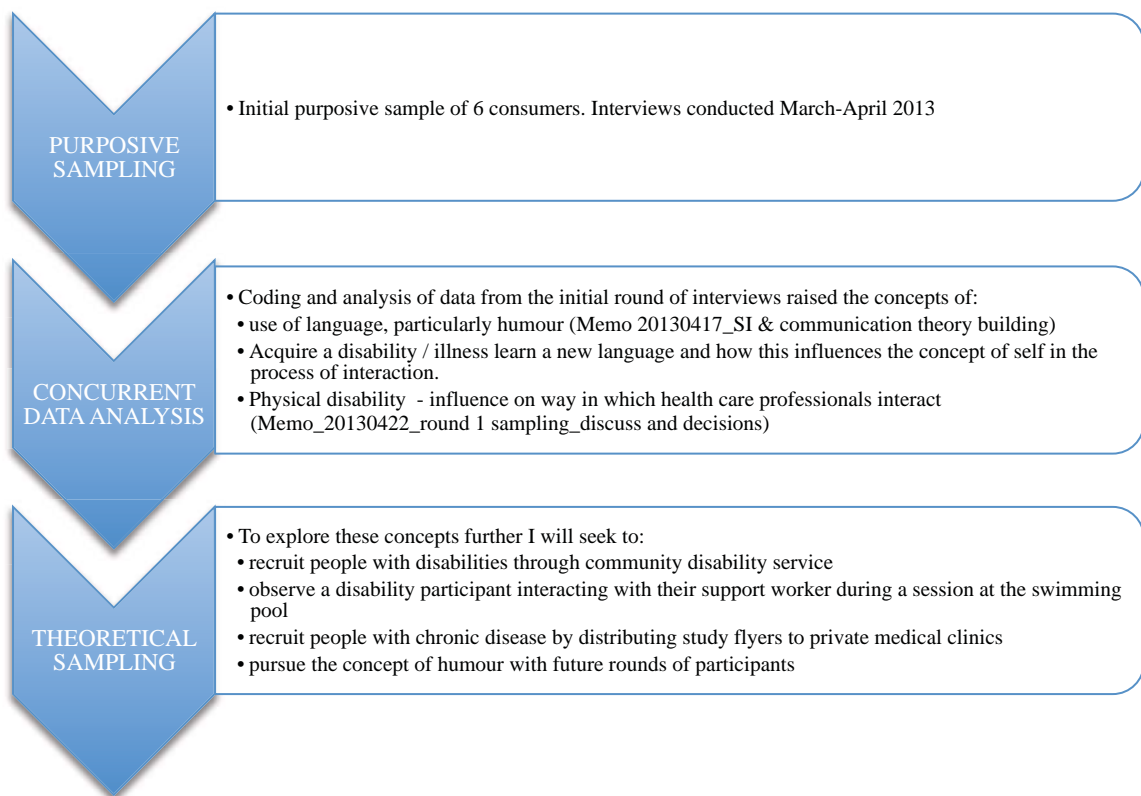 PURPOSIVE
SAMPLING
• Initial purposive sample of 6 consumers. Interviews conducted March-April 2013
CONCURRENT
DATA ANALYSIS
• Coding and analysis of data from the initial round of interviews raised the concepts of:
• use of language, particularly humour (Memo 20130417_SI & communication theory building)
• Acquire a disability / illness learn a new language and how this influences the concept of self in the
process of interaction.
• Physical disability - influence on way in which health care professionals interact
(Memo_20130422_round 1 sampling_discuss and decisions)
THEORETICAL
SAMPLING
• To explore these concepts further I will seek to:
• recruit people with disabilities through community disability service
• observe a disability participant interacting with their support worker during a session at the swimming
pool
• recruit people with chronic disease by distributing study flyers to private medical clinics
• pursue the concept of humour with future rounds of participants